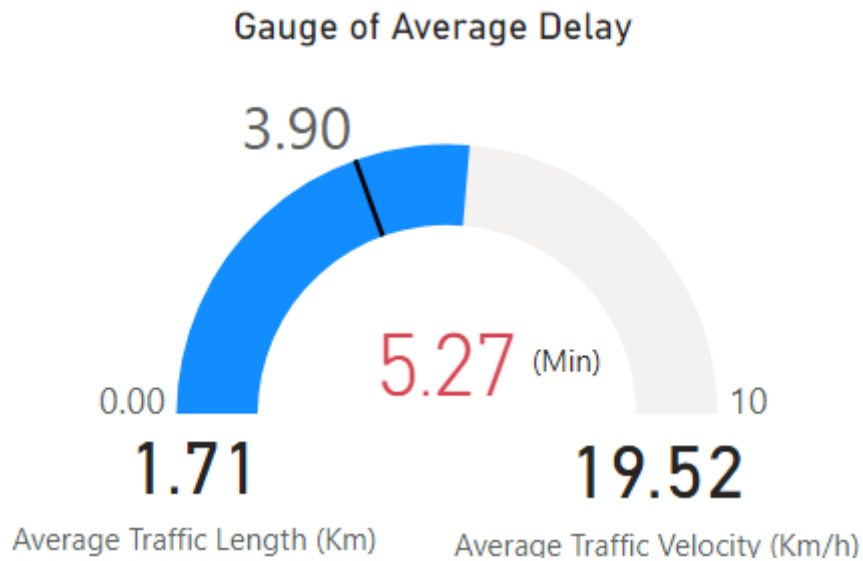 Gauge of Average Delay
3.90
5.27 (Min)
0.00
10
1.71
19.52
Average Traffic Length (Km)
Average Traffic Velocity (Km/h)